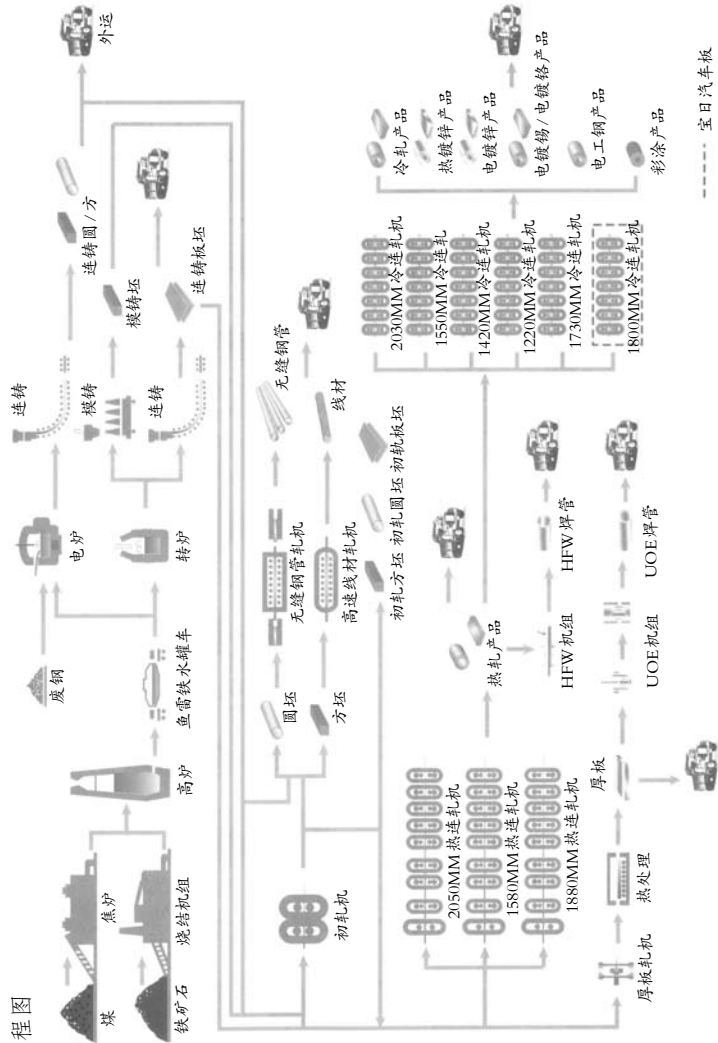 程图
煤
焦炉
铁矿石
烧结机组
高炉
废钢
鱼雷铁水罐车
电炉
转炉
连铸
模铸
连铸
连铸圆/方
模铸坯
连铸板坯
外运
初轧机
圆坯
方坯
无缝钢管轧机
高速线材轧机
无缝钢管
线材
初轧方坯
初轧圆坯
初轨板坯
2050MM热连轧机
1580MM热连轧机
1880MM热连轧机
热轧产品
HFW机组
HFW焊管
2030MM冷连轧机
1550MM冷连轧
1420MM冷连轧机
1220MM冷连轧机
1730MM冷连轧机
1800MM冷连轧机
冷轧产品
热镀锌产品
电镀锌产品
电镀锡/电镀铬产品
电工钢产品
彩涂产品
厚板轧机
热处理
厚板
UOE机组
UOE焊管
宝日汽车板